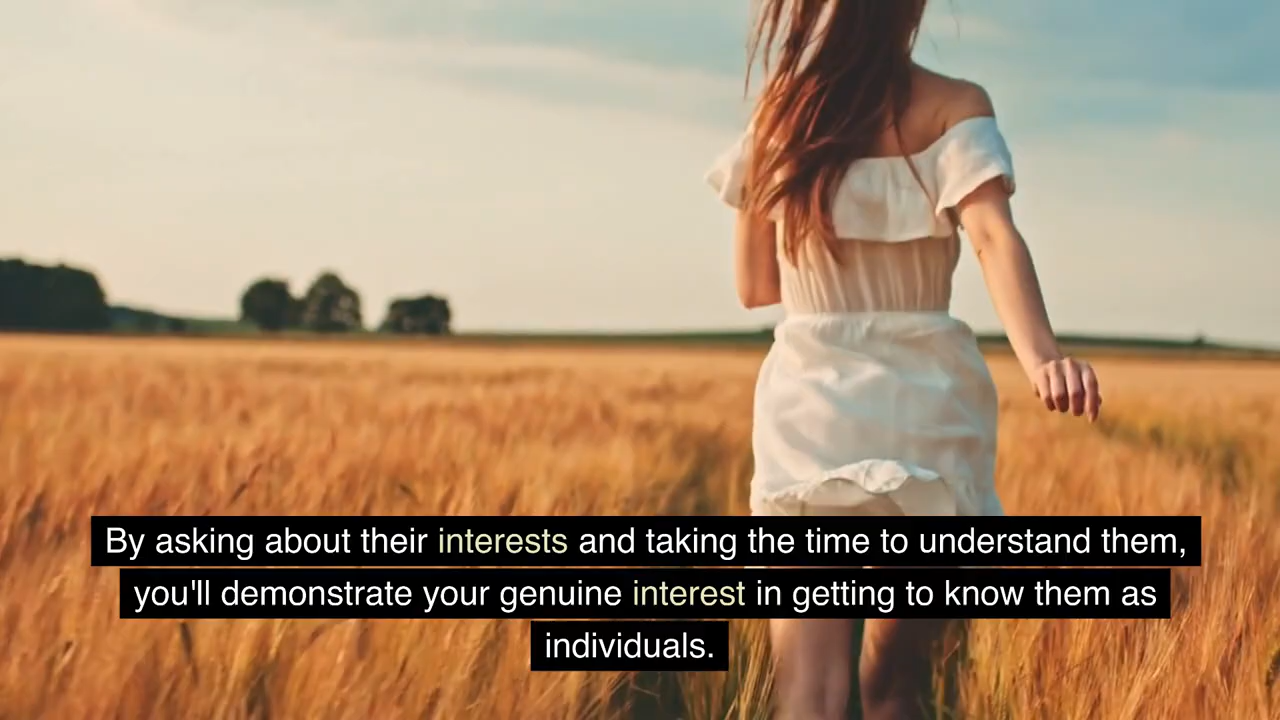 By asking about their interests and taking the time to understand them,
you'll demonstrate your genuine interest in getting to know them as
individuals.